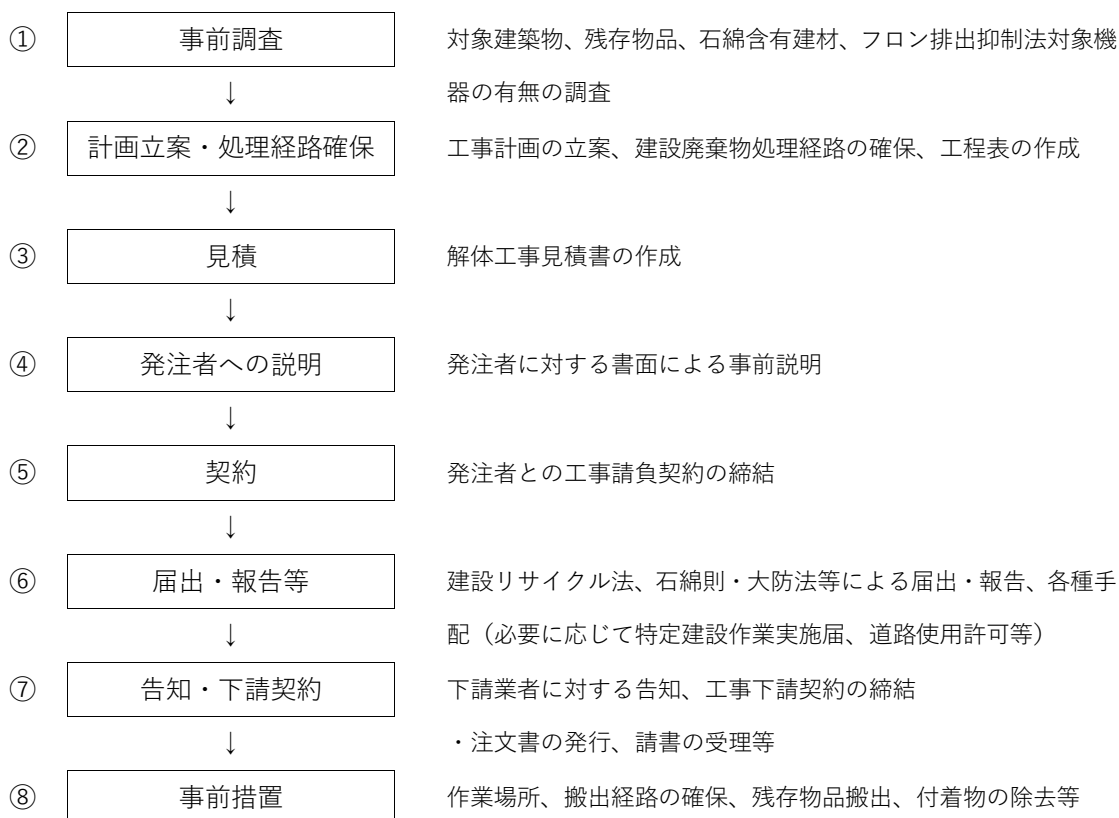 ① 事前調査 対象建築物、残存物品、石綿含有建材、フロン排出抑制法対象機
↓ 器の有無の調査
② 計画立案・処理経路確保 工事計画の立案、建設廃棄物処理経路の確保、工程表の作成
↓
③ 見積 解体工事見積書の作成
↓
④ 発注者への説明 発注者に対する書面による事前説明
↓
⑤ 契約 発注者との工事請負契約の締結
↓
⑥ 届出・報告等 建設リサイクル法、石綿則・大防法等による届出・報告、各種手
↓ 配（必要に応じて特定建設作業実施届、道路使用許可等）
⑦ 告知・下請契約 下請業者に対する告知、工事下請契約の締結
↓ ・注文書の発行、請書の受理等
⑧ 事前措置 作業場所、搬出経路の確保、残存物品搬出、付着物の除去等